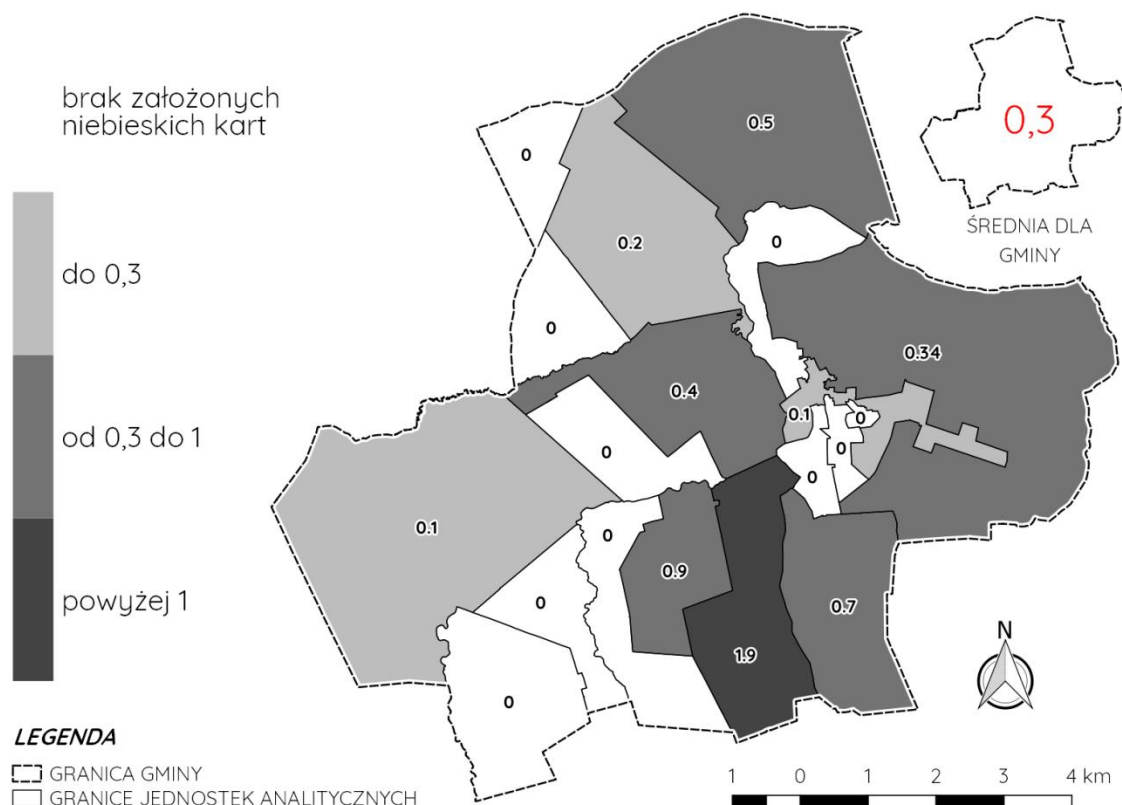 brak założonych
niebieskich kart
do 0,3
od 0,3 do 1
powyżej 1
0,3
ŚREDNIA DLA
GMINY
0.5
0
0.2
0
0
0.34
0.4
0.1
0
0
0
0
0.1
0
0.9
0
0.7
1.9
0
N
LEGENDA
GRANICA GMINY
GRANICE JEDNOSTEK ANALITYCZNYCH
1 0 1 2 3 4 km